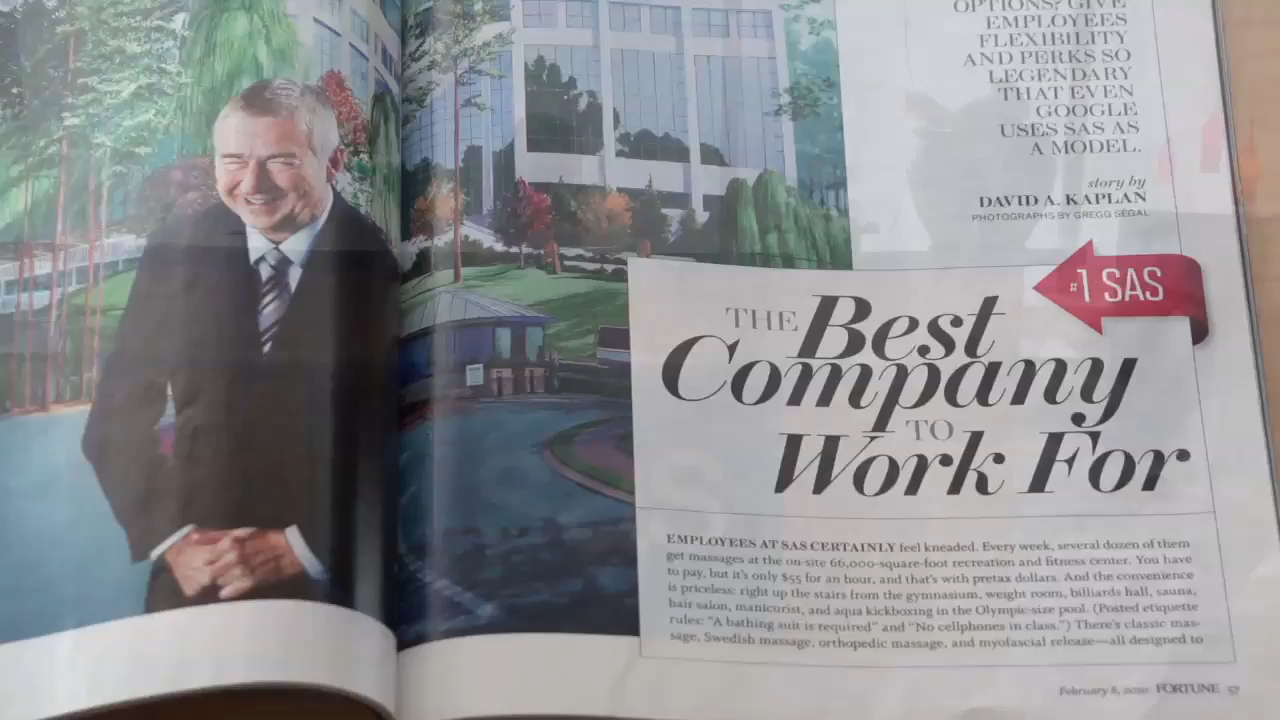 OPTIONS? GIVE
EMPLOYEES
FLEXIBILITY
AND PERKS SO
LEGENDARY
THAT EVEN
GOOGLE
USES SAS AS
A MODEL.
story by
DAVID A. KAPLAN
PHOTOGRAPHS BY GREGG SEGAL
#1 SAS
THE Best
Company
TO
Work For
EMPLOYEES AT SAS CERTAINLY feel kneaded. Every week, several dozen of them
get massages at the on-site 66,000-square-foot recreation and fitness center. You have
to pay, but it's only $55 for an hour, and that's with pretax dollars. And the convenience
is priceless: right up the stairs from the gymnasium, weight room, billiards hall, sauna,
hair salon, manicurist, and aqua kickboxing in the Olympic-size pool. (Posted etiquette
rules: "A bathing suit is required" and "No cellphones in class.") There's classic mas-
sage, Swedish massage, orthopedic massage, and myofascial release—all designed to
February 8, 2010 FORTUNE 57